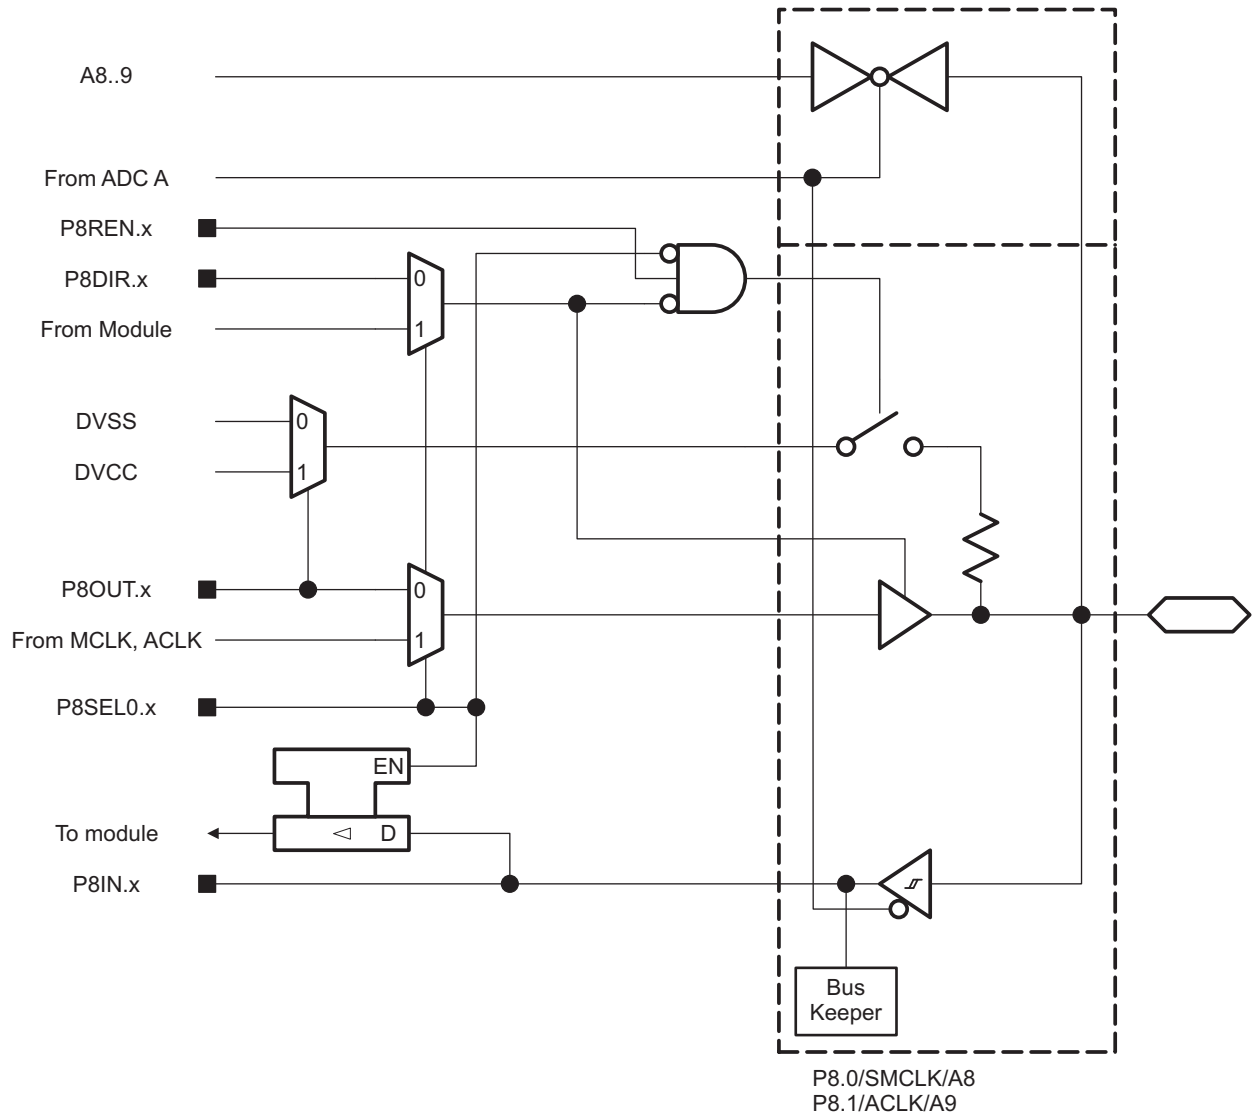 A8..9
From ADC A
P8REN.x
P8DIR.x
0
From Module
1
DVSS
0
DVCC
1
P8OUT.x
0
From MCLK, ACLK
1
P8SEL0.x
EN
To module
D
P8IN.x
Bus
Keeper
P8.0/SMCLK/A8
P8.1/ACLK/A9